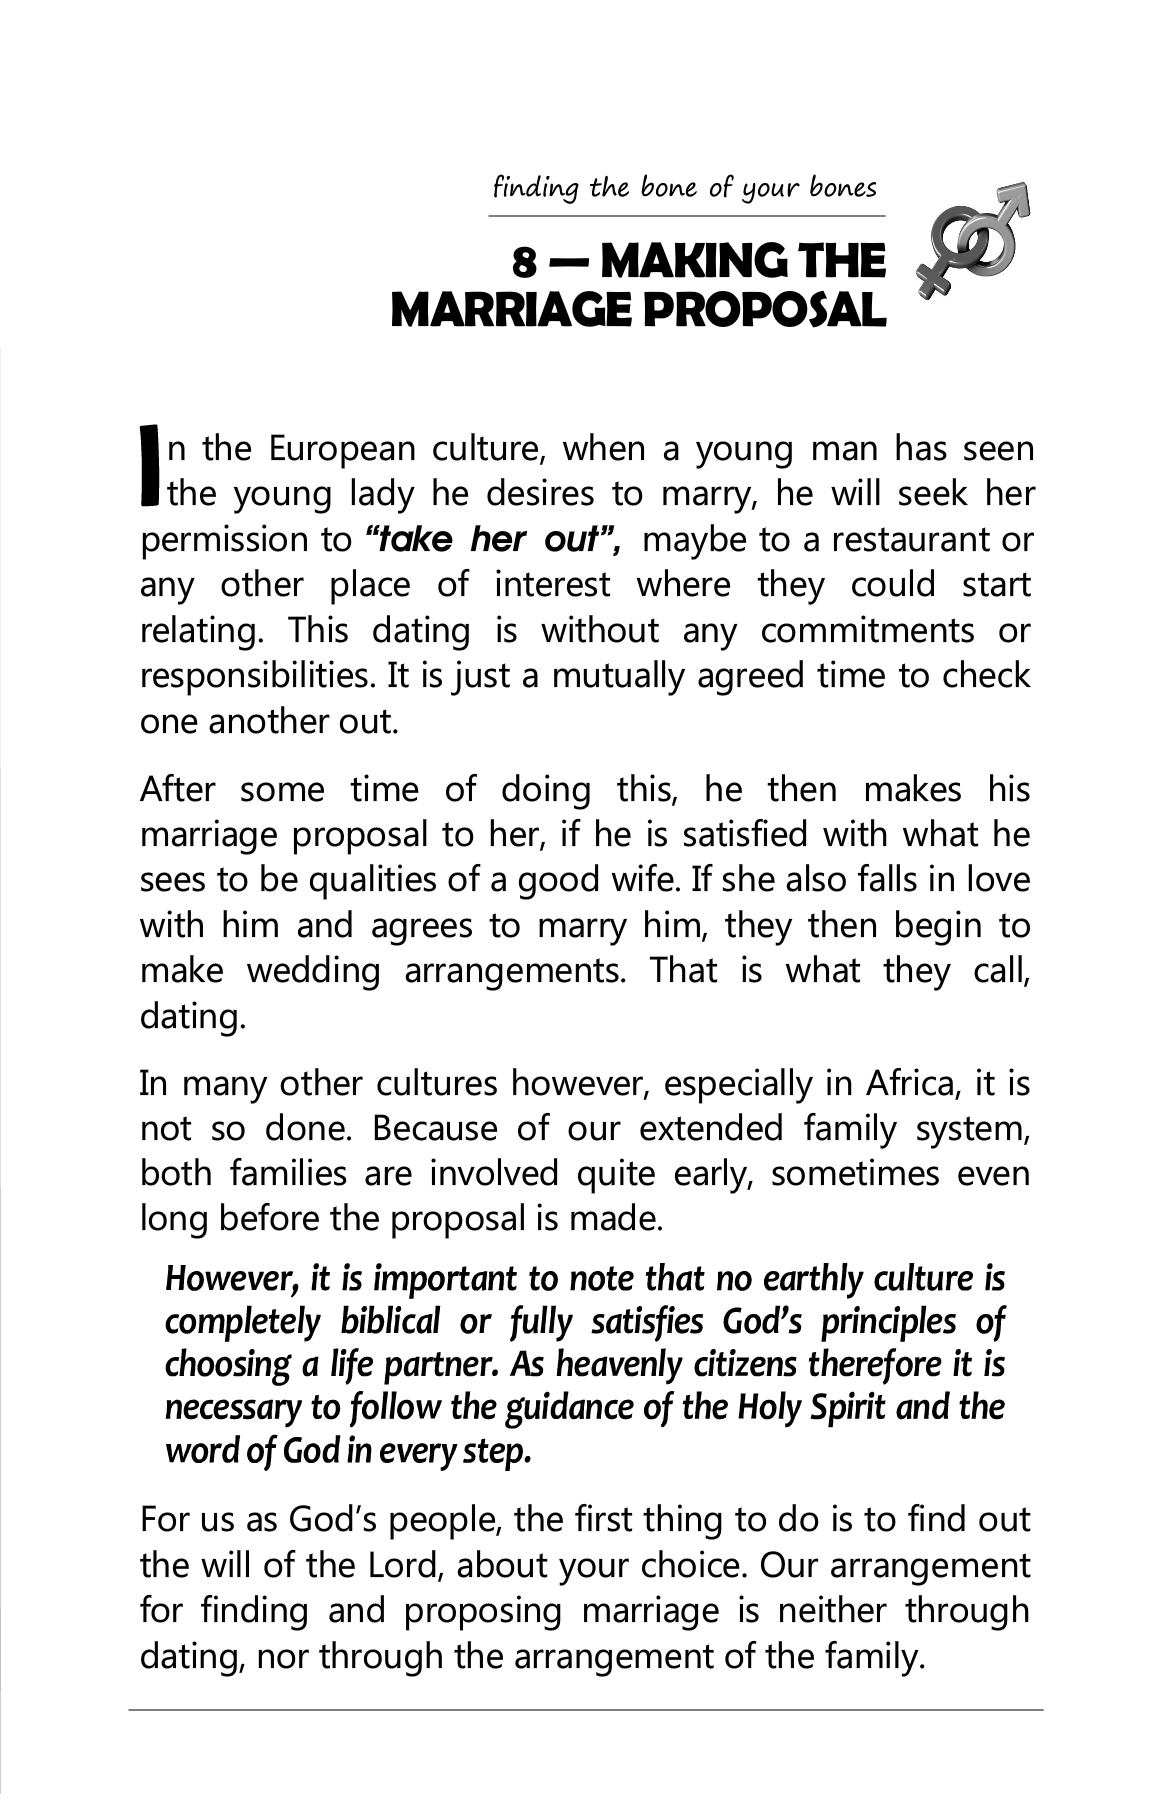 finding the bone of your bones
8 — MAKING THE
MARRIAGE PROPOSAL
In the European culture, when a young man has seen
the young lady he desires to marry, he will seek her
permission to “take her out”, maybe to a restaurant or
any other place of interest where they could start
relating. This dating is without any commitments or
responsibilities. It is just a mutually agreed time to check
one another out.
After some time of doing this, he then makes his
marriage proposal to her, if he is satisfied with what he
sees to be qualities of a good wife. If she also falls in love
with him and agrees to marry him, they then begin to
make wedding arrangements. That is what they call,
dating.
In many other cultures however, especially in Africa, it is
not so done. Because of our extended family system,
both families are involved quite early, sometimes even
long before the proposal is made.
However, it is important to note that no earthly culture is
completely biblical or fully satisfies God’s principles of
choosing a life partner. As heavenly citizens therefore it is
necessary to follow the guidance of the Holy Spirit and the
word of God in every step.
For us as God’s people, the first thing to do is to find out
the will of the Lord, about your choice. Our arrangement
for finding and proposing marriage is neither through
dating, nor through the arrangement of the family.